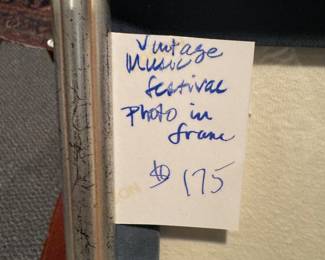 Vintage
Music
festival
Photo in
frame
$175